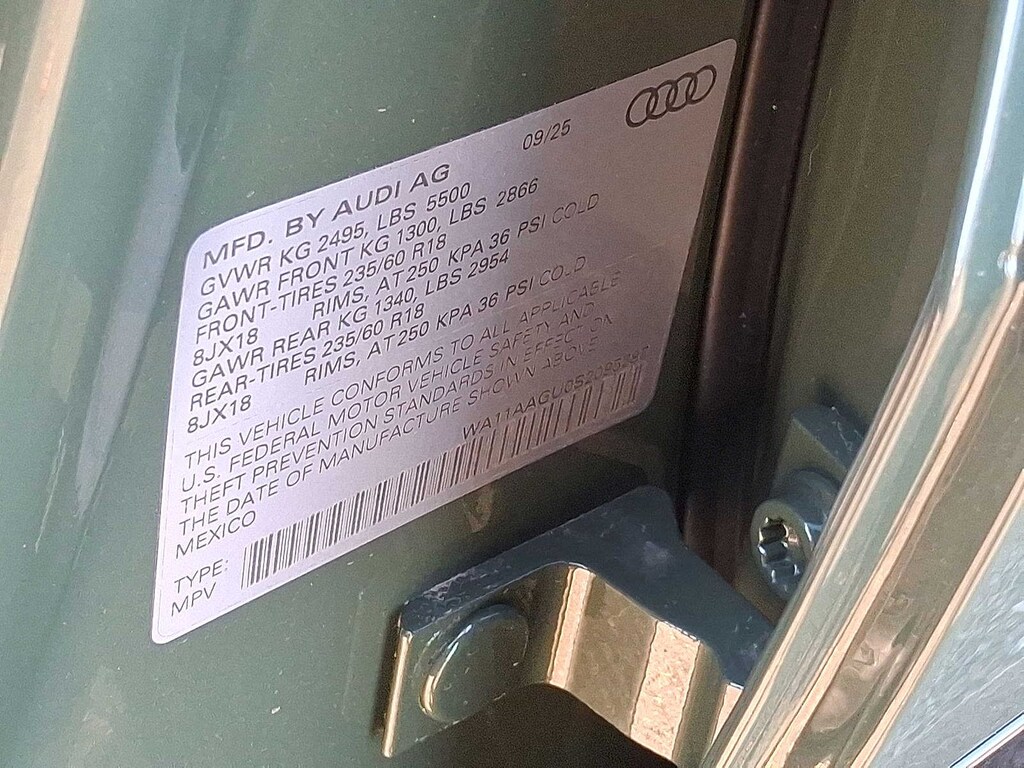 MFD. BY AUDI AG 09/25
GVWR KG 2495, LBS 5500
GAWR FRONT KG 1300, LBS 2866
FRONT-TIRES 235/60 R18
8JX18 RIMS, AT 250 KPA 36 PSI COLD
GAWR REAR KG 1340, LBS 2954
REAR-TIRES 235/60 R18
8JX18 RIMS, AT 250 KPA 36 PSI COLD
THIS VEHICLE CONFORMS TO ALL APPLICABLE
U.S. FEDERAL MOTOR VEHICLE SAFETY AND
THEFT PREVENTION STANDARDS IN EFFECT ON
THE DATE OF MANUFACTURE SHOWN ABOVE
MEXICO
TYPE:
MPV